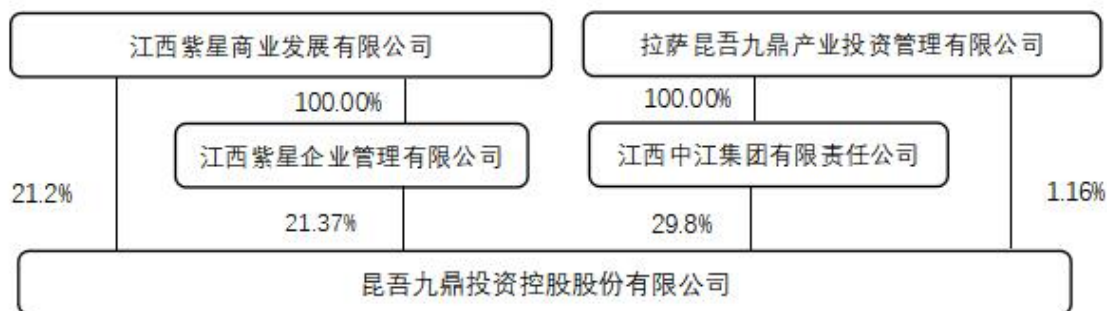 江西紫星商业发展有限公司
拉萨昆吾九鼎产业投资管理有限公司
100.00%
100.00%
江西紫星企业管理有限公司
江西中江集团有限责任公司
21.2%
1.16%
21.37%
29.8%
昆吾九鼎投资控股股份有限公司